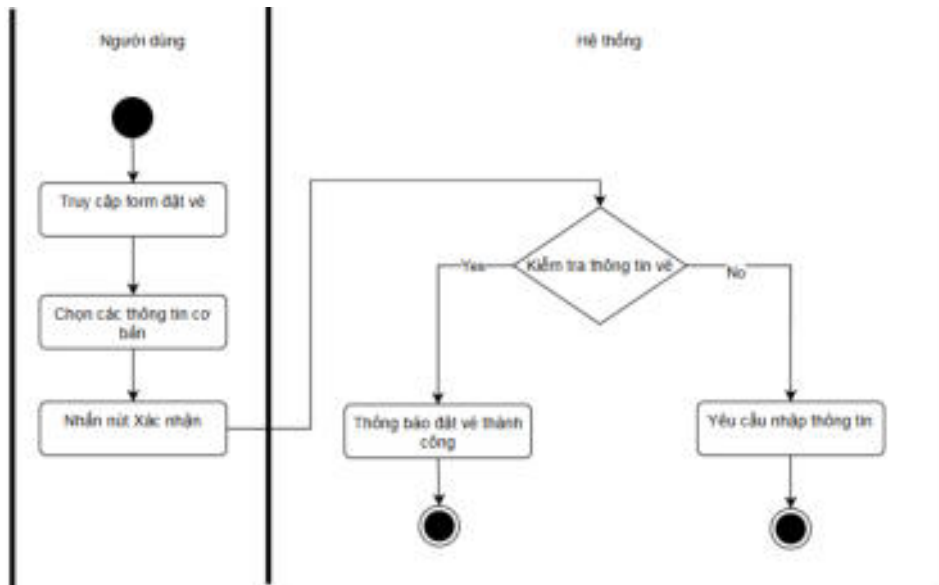 Người dùng
Hệ thống
Truy cập form đặt vé
Chọn các thông tin cơ
bản
Nhấn nút Xác nhận
Kiểm tra thông tin vé
Yes
No
Thông báo đặt vé thành
công
Yêu cầu nhập thông tin